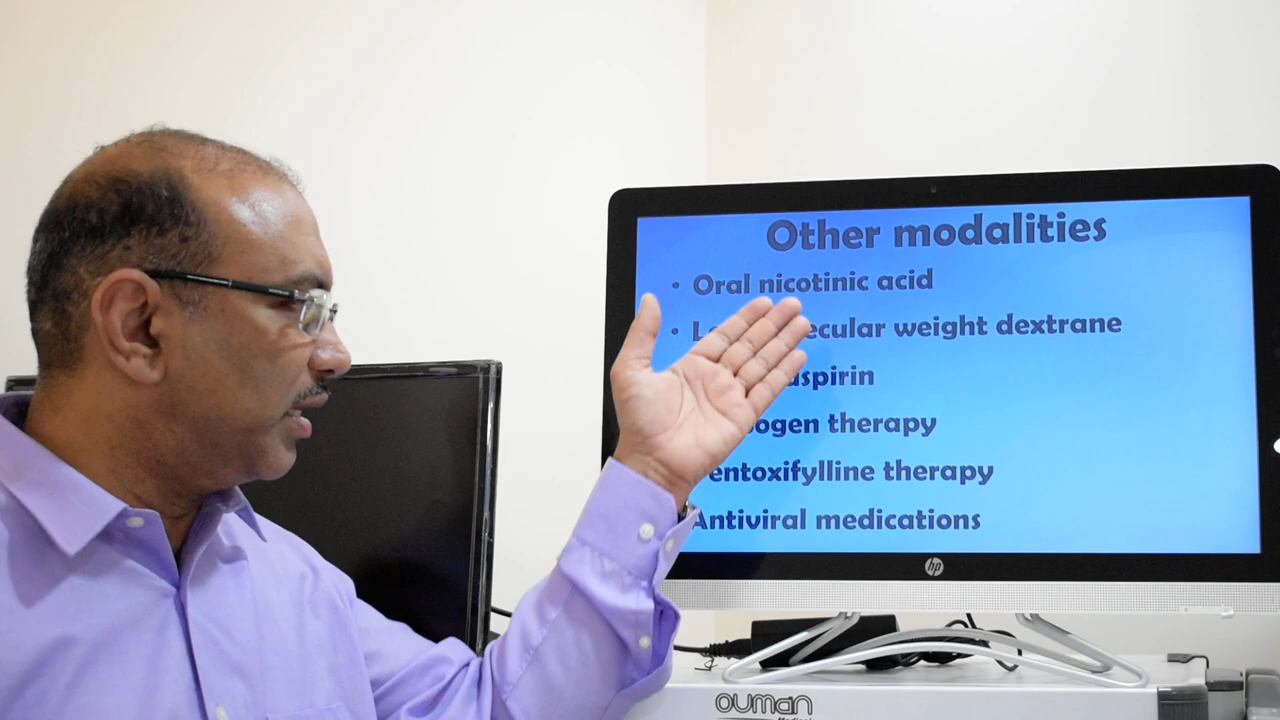 Other modalities
• Oral nicotinic acid
• weight dextrane
aspirin
therapy
therapy
Antiviral medications
hp
ouman